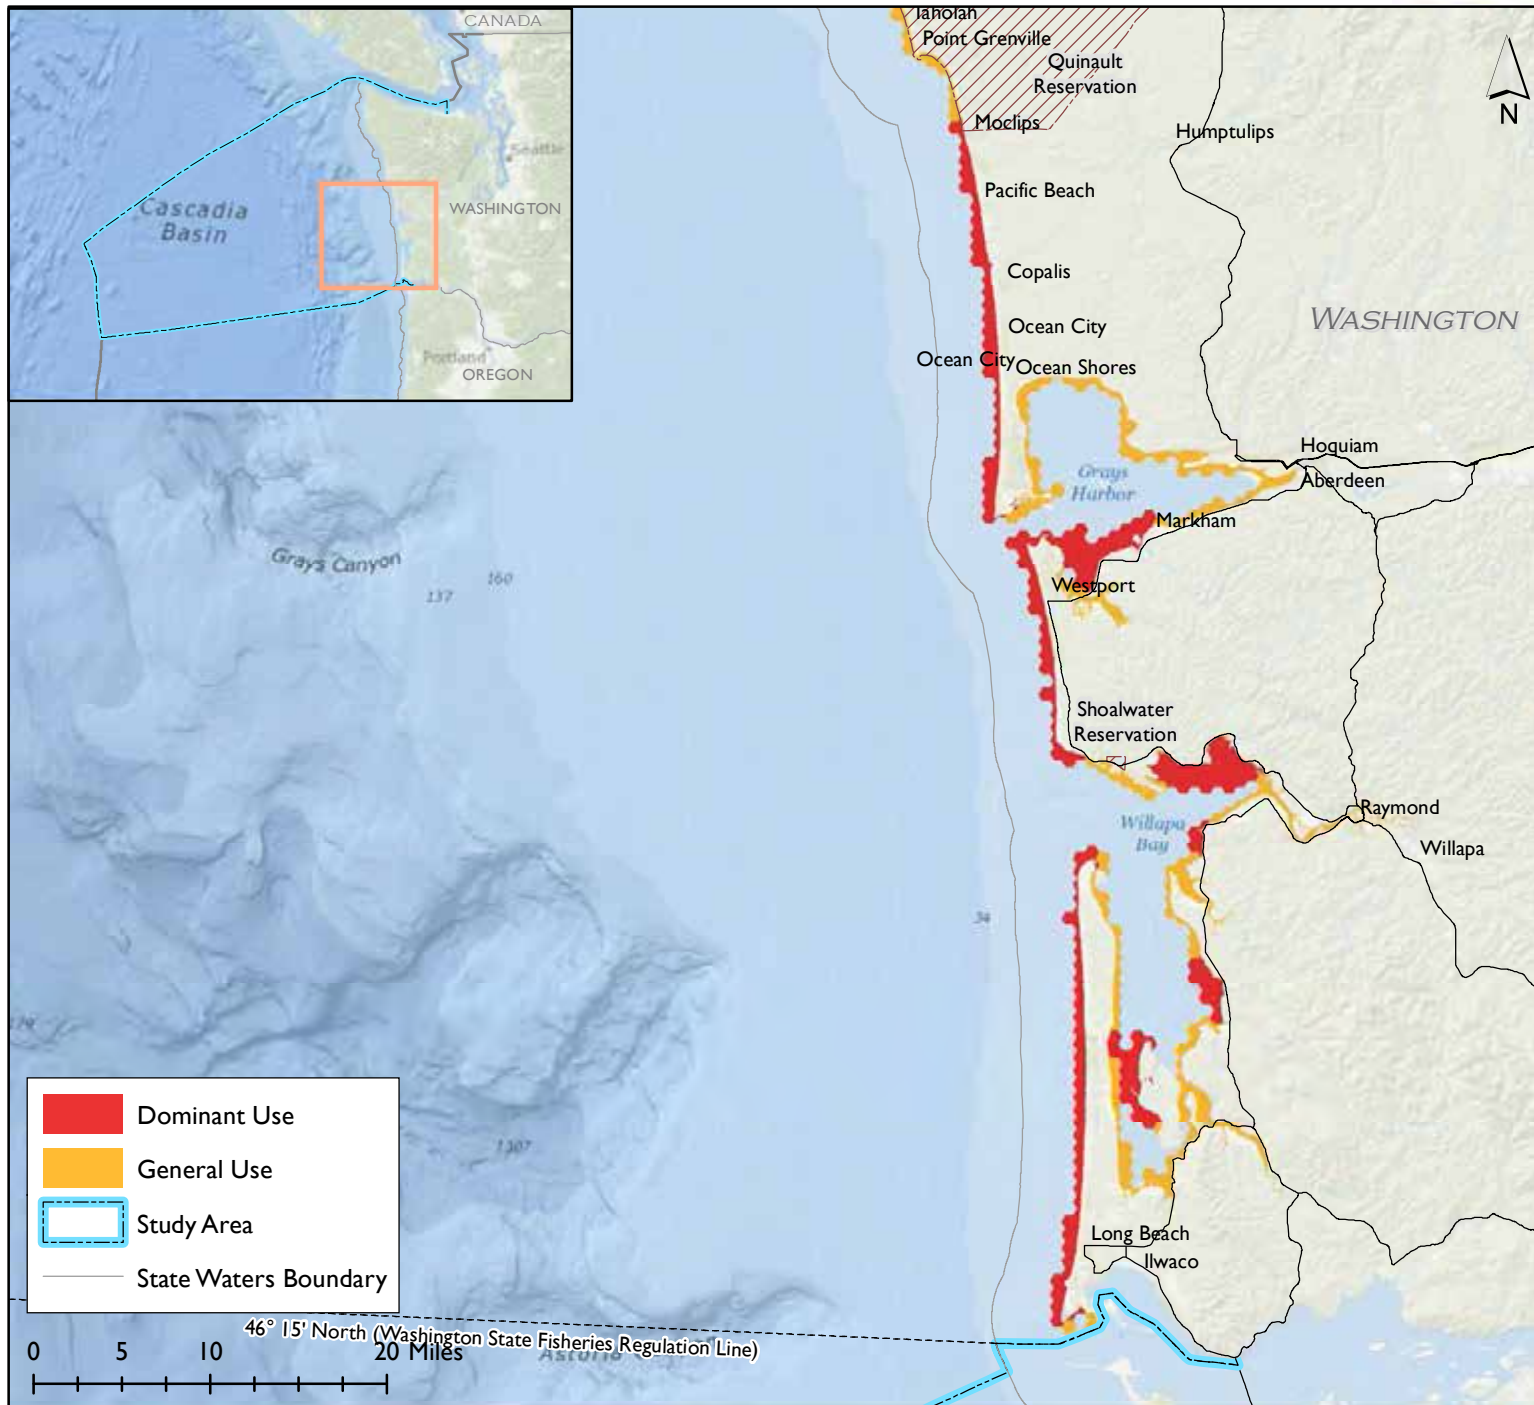 CANADA
Seattle
WASHINGTON
Cascadia
Basin
Portland
OREGON
Taholah
Point Grenville
Quinault
Reservation
Moclips
Humptulips
N
Pacific Beach
Copalis
WASHINGTON
Ocean City
Ocean City
Ocean Shores
Hoquiam
Grays
Harbor
Aberdeen
Markham
Grays Canyon
160
137
Westport
Shoalwater
Reservation
Raymond
Willapa
Bay
Willapa
34
Dominant Use
1307
General Use
Study Area
Long Beach
Ilwaco
State Waters Boundary
46° 15' North (Washington State Fisheries Regulation Line)
0 5 10 20 Miles
Astoria